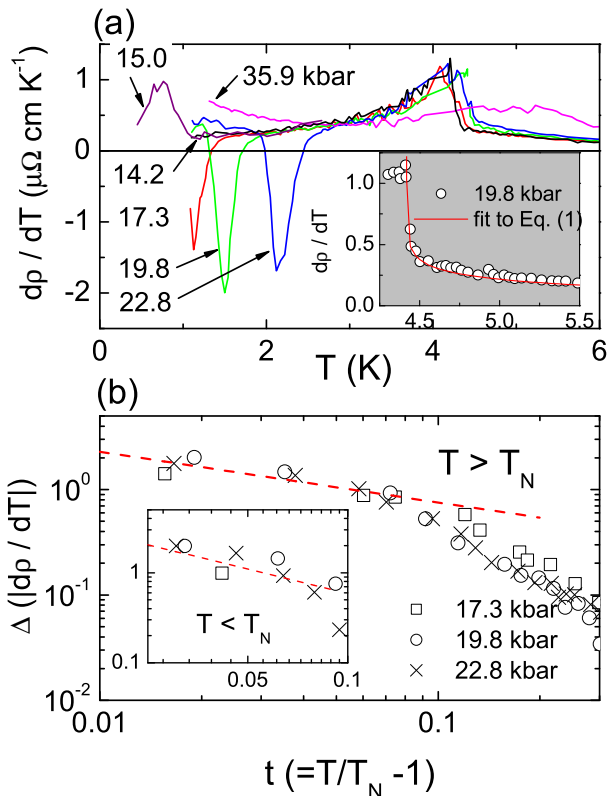 (a)
dρ / dT (μΩ cm K⁻¹)
1
0
-1
-2
15.0
35.9 kbar
14.2
17.3
19.8
22.8
dρ / dT
1.0
0.5
0.0
19.8 kbar
fit to Eq. (1)
4.5 5.0 5.5
0 2 4 6
T (K)
(b)
Δ (|dρ / dT|)
10⁰
10⁻¹
10⁻²
T > T_N
1
0.1
T < T_N
0.05 0.1
17.3 kbar
19.8 kbar
22.8 kbar
0.01 0.1
t (=T/T_N -1)